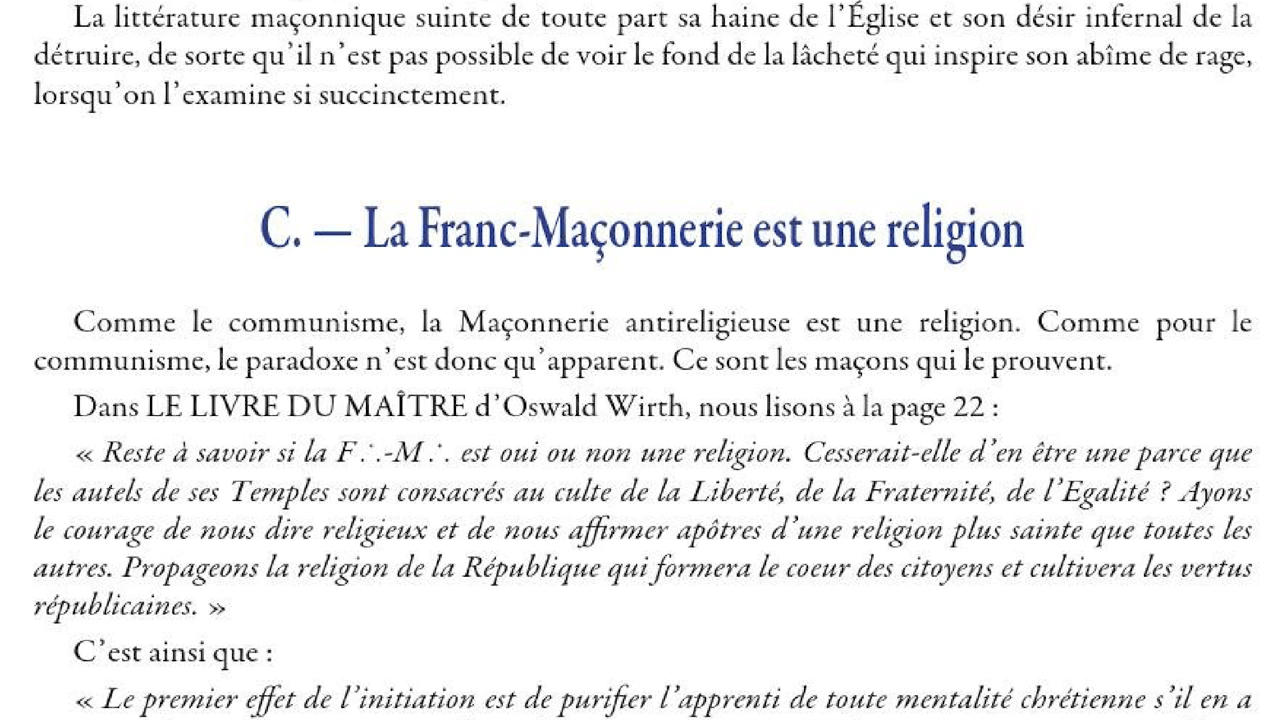 La littérature maçonnique suinte de toute part sa haine de l’Église et son désir infernal de la
détruire, de sorte qu’il n’est pas possible de voir le fond de la lâcheté qui inspire son abîme de rage,
lorsqu’on l’examine si succinctement.
C. — La Franc-Maçonnerie est une religion
Comme le communisme, la Maçonnerie antireligieuse est une religion. Comme pour le
communisme, le paradoxe n’est donc qu’apparent. Ce sont les maçons qui le prouvent.
Dans LE LIVRE DU MAÎTRE d’Oswald Wirth, nous lisons à la page 22 :
« Reste à savoir si la F∴-M∴ est oui ou non une religion. Cesserait-elle d’en être une parce que
les autels de ses Temples sont consacrés au culte de la Liberté, de la Fraternité, de l’Egalité ? Ayons
le courage de nous dire religieux et de nous affirmer apôtres d’une religion plus sainte que toutes les
autres. Propageons la religion de la République qui formera le coeur des citoyens et cultivera les vertus
républicaines. »
C’est ainsi que :
« Le premier effet de l’initiation est de purifier l’apprenti de toute mentalité chrétienne s’il en a